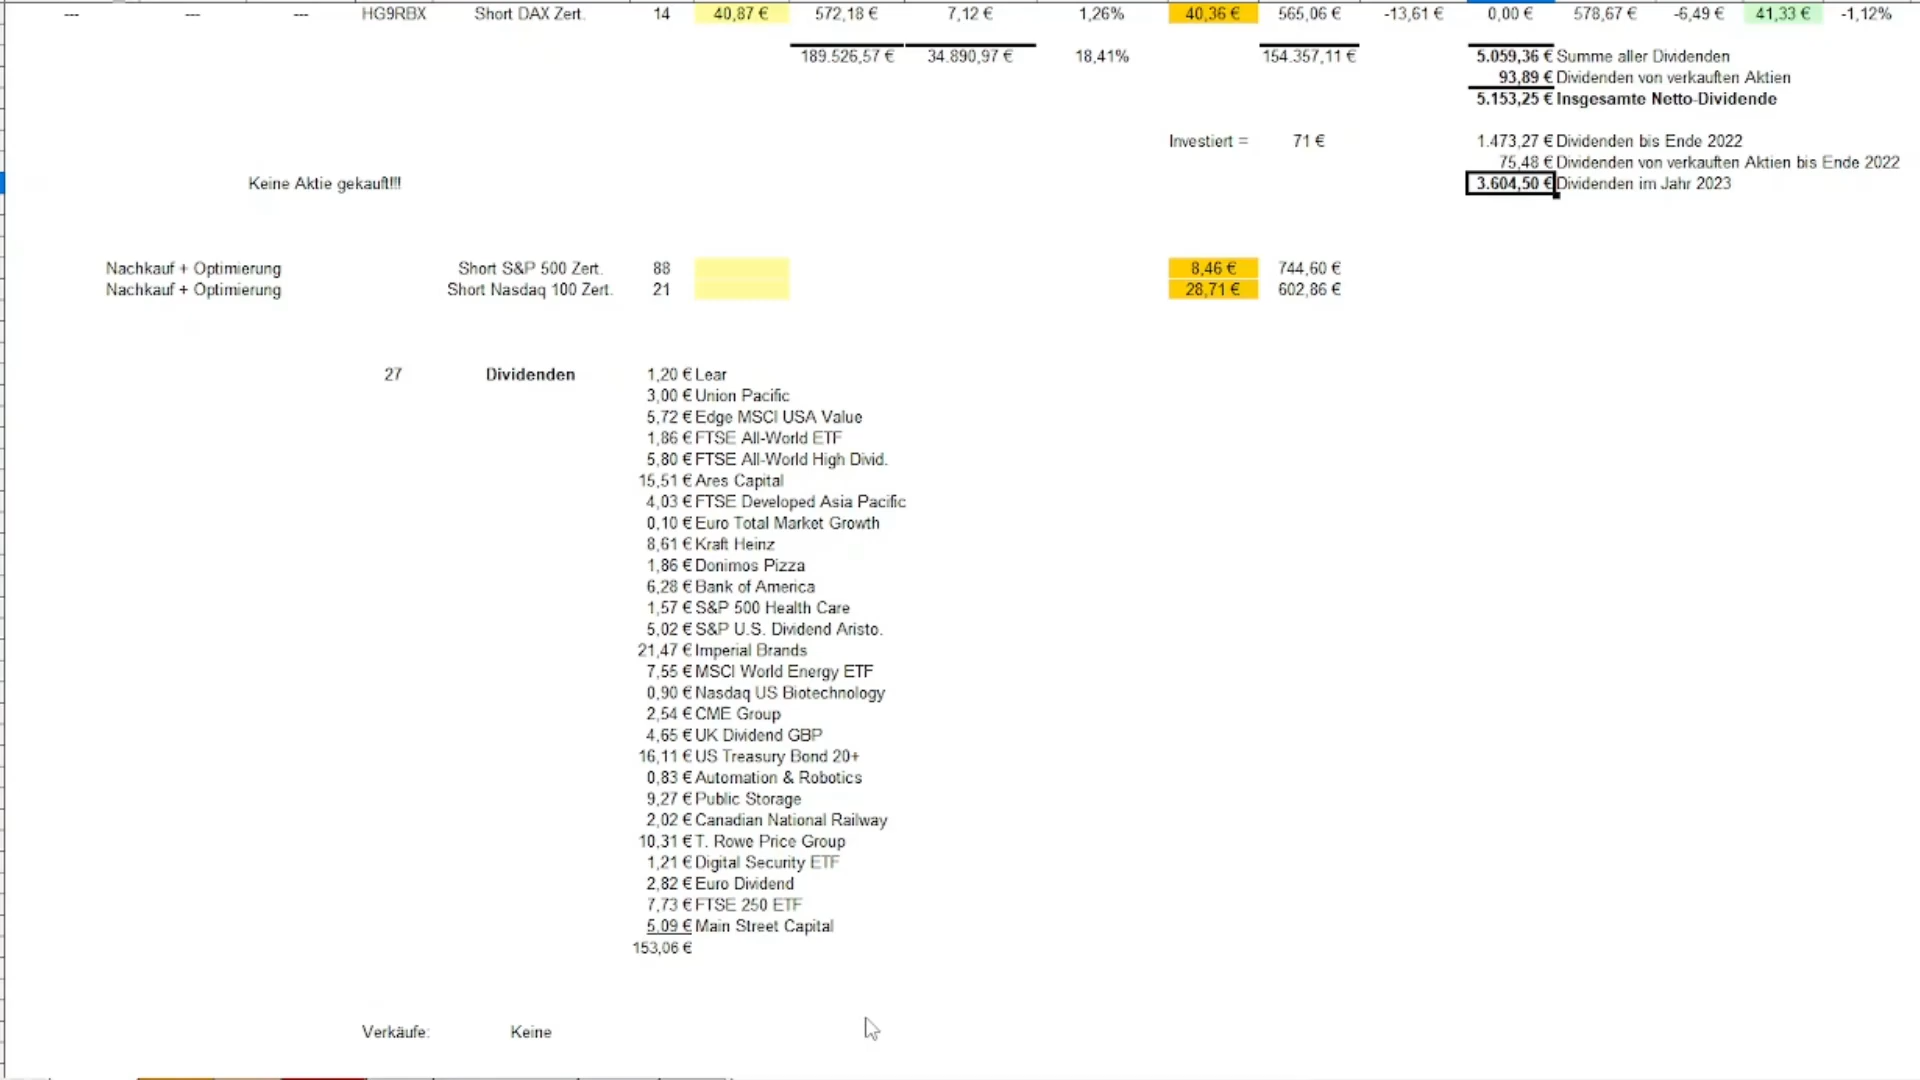 --- --- --- HG9RBX Short DAX Zert. 14 40,87 € 572,18 € 7,12 € 1,26% 40,36 € 565,06 € -13,61 € 0,00 € 578,67 € -6,49 € 41,33 € -1,12%
189.526,57 € 34.890,97 € 18,41% 154.357,11 € 5.059,36 € Summe aller Dividenden
93,89 € Dividenden von verkauften Aktien
5.153,25 € Insgesamte Netto-Dividende
Investiert = 71 € 1.473,27 € Dividenden bis Ende 2022
75,48 € Dividenden von verkauften Aktien bis Ende 2022
Keine Aktie gekauft!!! 3.604,50 € Dividenden im Jahr 2023
Nachkauf + Optimierung Short S&P 500 Zert. 88 8,46 € 744,60 €
Nachkauf + Optimierung Short Nasdaq 100 Zert. 21 28,71 € 602,86 €
27 Dividenden 1,20 € Lear
3,00 € Union Pacific
5,72 € Edge MSCI USA Value
1,86 € FTSE All-World ETF
5,80 € FTSE All-World High Divid.
15,51 € Ares Capital
4,03 € FTSE Developed Asia Pacific
0,10 € Euro Total Market Growth
8,61 € Kraft Heinz
1,86 € Donimos Pizza
6,28 € Bank of America
1,57 € S&P 500 Health Care
5,02 € S&P U.S. Dividend Aristo.
21,47 € Imperial Brands
7,55 € MSCI World Energy ETF
0,90 € Nasdaq US Biotechnology
2,54 € CME Group
4,65 € UK Dividend GBP
16,11 € US Treasury Bond 20+
0,83 € Automation & Robotics
9,27 € Public Storage
2,02 € Canadian National Railway
10,31 € T. Rowe Price Group
1,21 € Digital Security ETF
2,82 € Euro Dividend
7,73 € FTSE 250 ETF
5,09 € Main Street Capital
153,06 €
Verkäufe: Keine